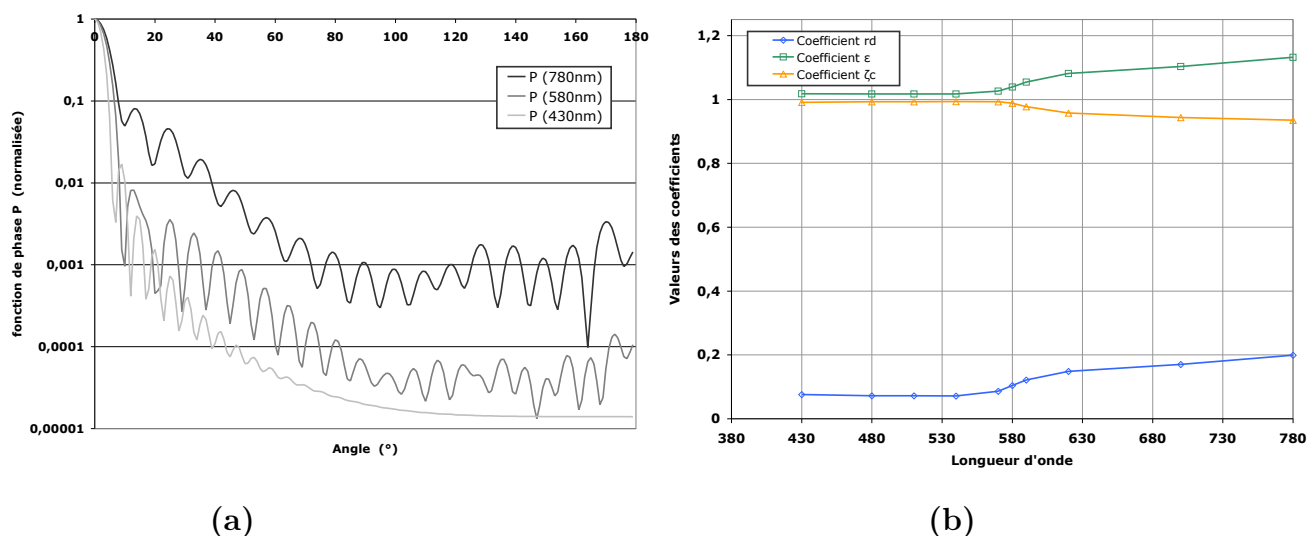 1
0,1
0,01
0,001
0,0001
0,00001
0 20 40 60 80 100 120 140 160 180
fonction de phase P (normalisée)
P (780nm)
P (580nm)
P (430nm)
Angle (°)
(a)
1,2
1
0,8
0,6
0,4
0,2
0
Valeurs des coefficients
Coefficient rd
Coefficient ε
Coefficient ζc
380 430 480 530 580 630 680 730 780
Longueur d'onde
(b)